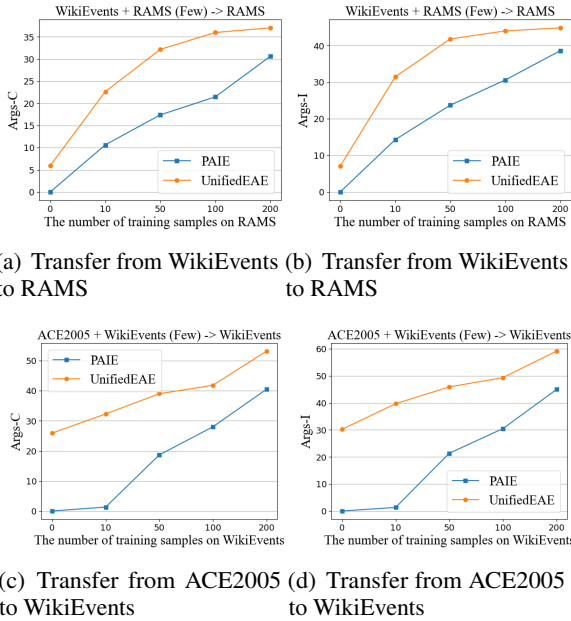 WikiEvents + RAMS (Few) -> RAMS
Args-C
35
30
25
20
15
10
5
0
PAIE
UnifiedEAE
0 10 50 100 200
The number of training samples on RAMS
WikiEvents + RAMS (Few) -> RAMS
Args-I
40
30
20
10
0
PAIE
UnifiedEAE
0 10 50 100 200
The number of training samples on RAMS
(a) Transfer from WikiEvents
to RAMS
(b) Transfer from WikiEvents
to RAMS
ACE2005 + WikiEvents (Few) -> WikiEvents
Args-C
50
40
30
20
10
0
PAIE
UnifiedEAE
0 10 50 100 200
The number of training samples on WikiEvents
ACE2005 + WikiEvents (Few) -> WikiEvents
Args-I
60
50
40
30
20
10
0
PAIE
UnifiedEAE
0 10 50 100 200
The number of training samples on WikiEvents
(c) Transfer from ACE2005
to WikiEvents
(d) Transfer from ACE2005
to WikiEvents